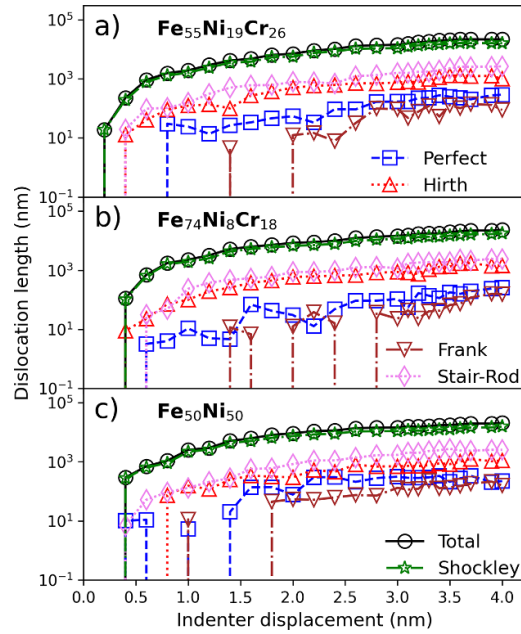 a) Fe55Ni19Cr26
10^5
10^3
10^1
10^-1
Perfect
Hirth
b) Fe74Ni8Cr18
10^5
10^3
10^1
10^-1
Frank
Stair-Rod
c) Fe50Ni50
10^5
10^3
10^1
10^-1
Total
Shockley
Dislocation length (nm)
0.0 0.5 1.0 1.5 2.0 2.5 3.0 3.5 4.0
Indenter displacement (nm)